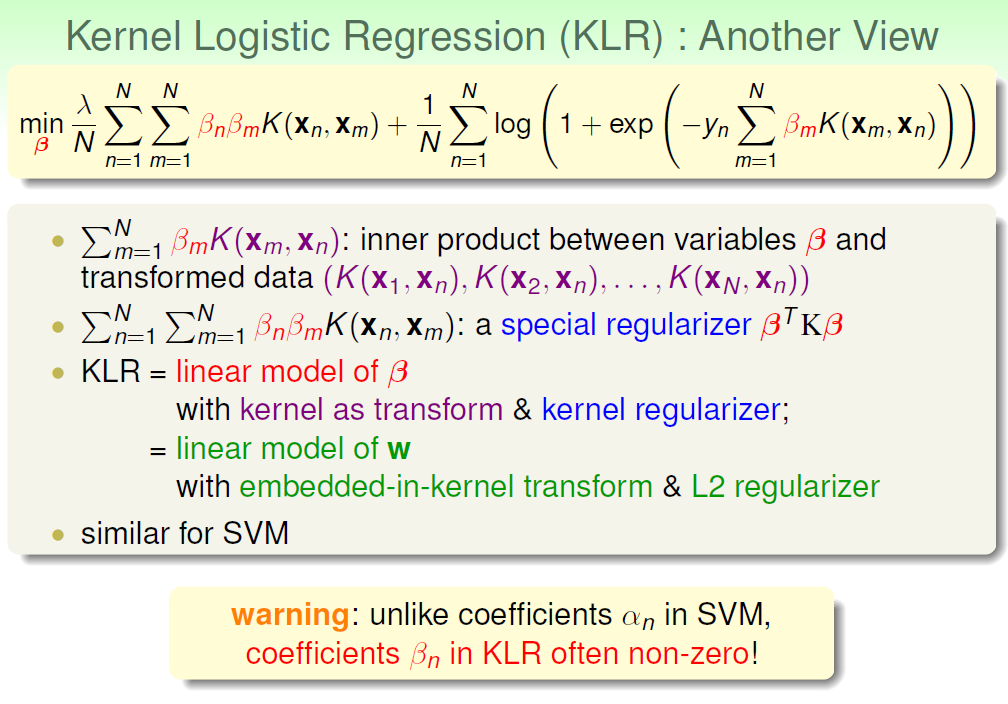 Kernel Logistic Regression (KLR) : Another View
$\min_{\boldsymbol{\beta}} \frac{\lambda}{N} \sum_{n=1}^{N} \sum_{m=1}^{N} \beta_n \beta_m K(\mathbf{x}_n, \mathbf{x}_m) + \frac{1}{N} \sum_{n=1}^{N} \log \left( 1 + \exp \left( -y_n \sum_{m=1}^{N} \beta_m K(\mathbf{x}_m, \mathbf{x}_n) \right) \right)$
• $\sum_{m=1}^{N} \beta_m K(\mathbf{x}_m, \mathbf{x}_n)$: inner product between variables $\boldsymbol{\beta}$ and
transformed data $(K(\mathbf{x}_1, \mathbf{x}_n), K(\mathbf{x}_2, \mathbf{x}_n), \ldots, K(\mathbf{x}_N, \mathbf{x}_n))$
• $\sum_{n=1}^{N} \sum_{m=1}^{N} \beta_n \beta_m K(\mathbf{x}_n, \mathbf{x}_m)$: a special regularizer $\boldsymbol{\beta}^T \mathrm{K} \boldsymbol{\beta}$
• KLR = linear model of $\boldsymbol{\beta}$
with kernel as transform & kernel regularizer;
= linear model of $\mathbf{w}$
with embedded-in-kernel transform & L2 regularizer
• similar for SVM
warning: unlike coefficients $\alpha_n$ in SVM,
coefficients $\beta_n$ in KLR often non-zero!